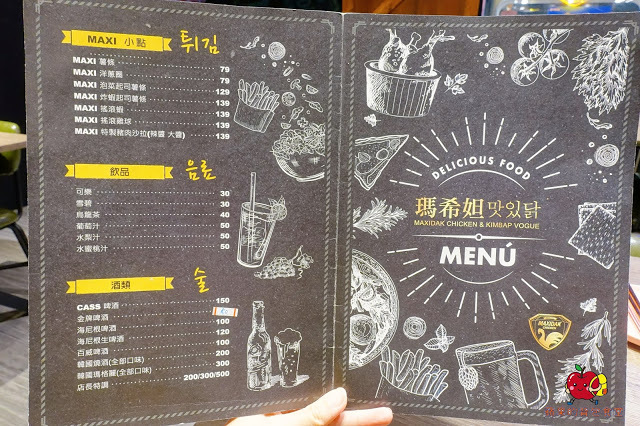 MAXI 小點 튀김
MAXI 薯條 79
MAXI 洋蔥圈 79
MAXI 泡菜起司薯條 139
MAXI 炸蝦起司薯條 139
MAXI 搖滾蝦 139
MAXI 搖滾雞球 139
MAXI 特製豬肉沙拉(辣醬 大醬) 139
飲品 음료
可樂 30
雪碧 30
烏龍茶 40
葡萄汁 50
水梨汁 50
水蜜桃汁 50
酒類 술
CASS 啤酒 150
金牌啤酒
海尼根啤酒 100
海尼根生啤酒 120
百威啤酒 100
韓國燒酒(全部口味) 200
韓國瑪格麗(全部口味) 300
店長特調 200/300/500
DELICIOUS FOOD
瑪希妲맛있닭
MAXIDAK CHICKEN & KIMBAP VOGUE
MENÚ
MAXIDAK